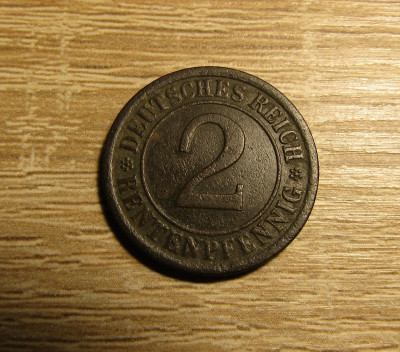 DEUTSCHES REICH
2
RENTENPFENNIG